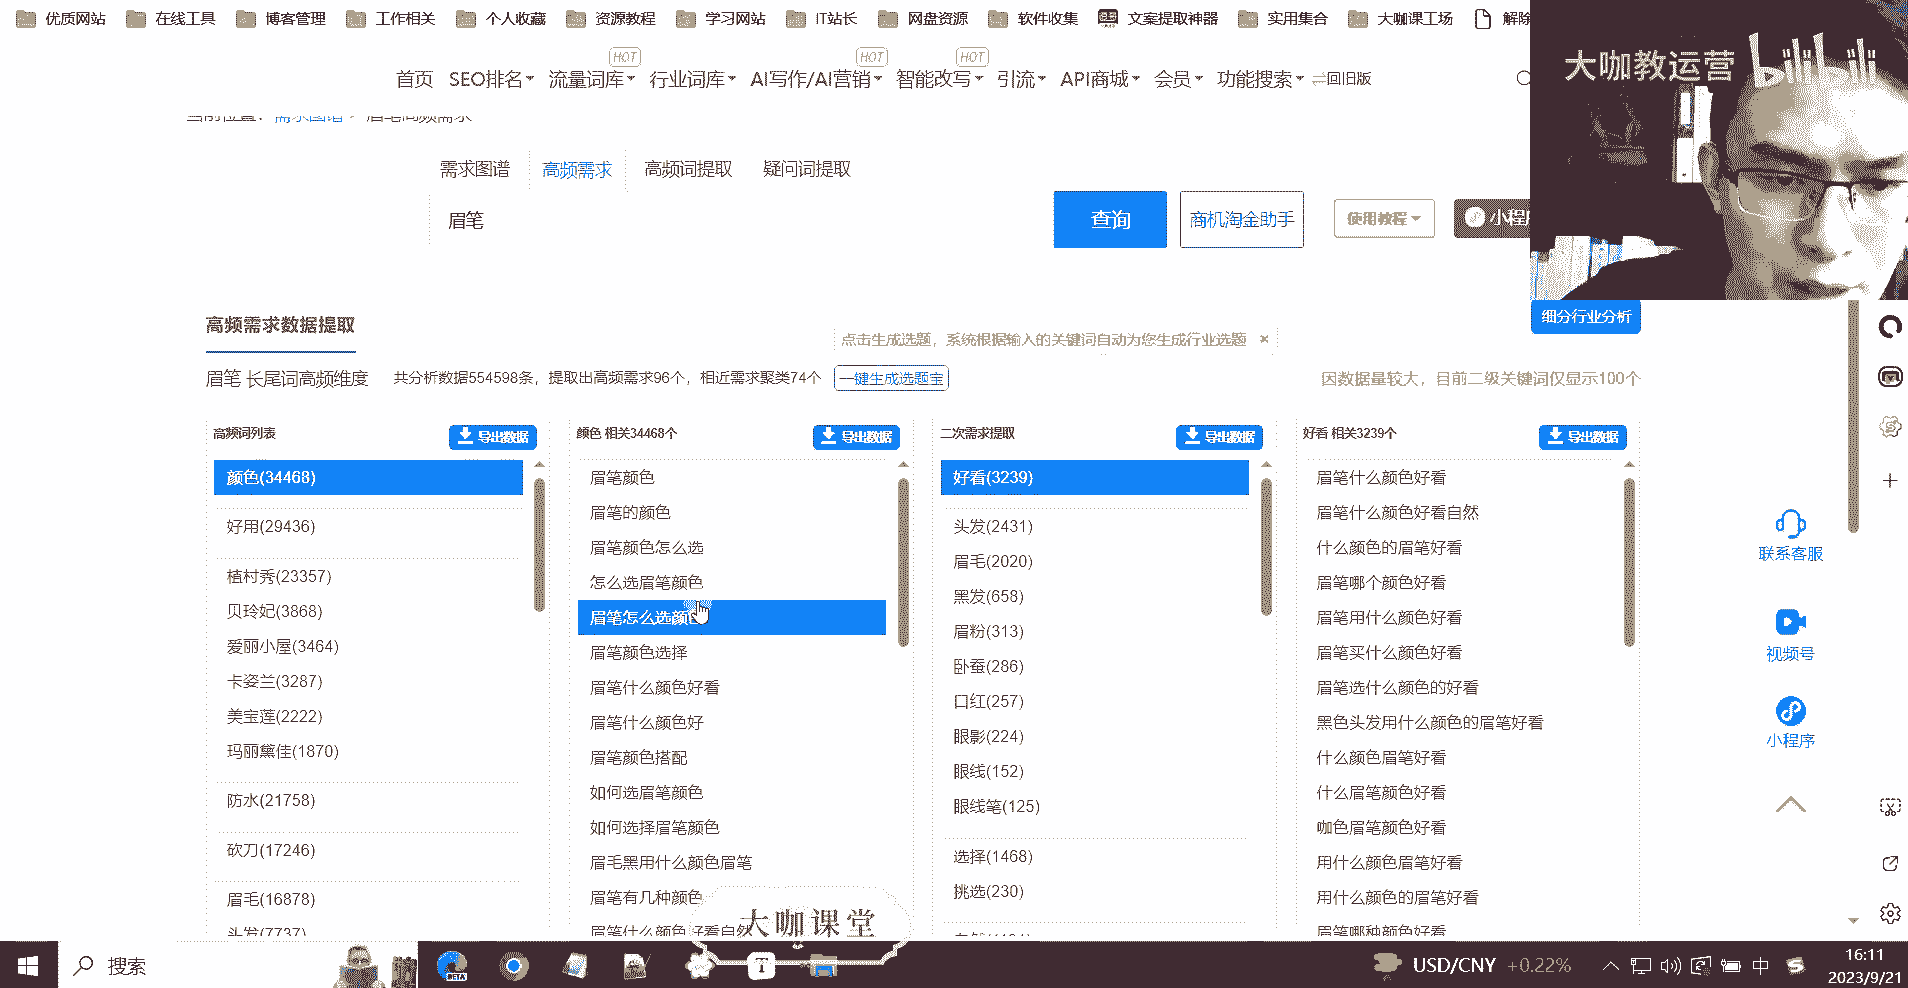 优质网站 在线工具 博客管理 工作相关 个人收藏 资源教程 学习网站 IT站长 网盘资源 软件收集 文案提取神器 实用集合 大咖课工场 解除
HOT HOT HOT
首页 SEO排名 流量词库 行业词库 AI写作/AI营销 智能改写 引流 API商城 会员 功能搜索 回旧版
大咖教运营 bilibili
当前位置: 需求图谱 > 眉笔高频需求
需求图谱 高频需求 高频词提取 疑问词提取
眉笔 查询 商机淘金助手 使用教程 小程
细分行业分析
高频需求数据提取
点击生成选题，系统根据输入的关键词自动为您生成行业选题 ×
眉笔 长尾词高频维度 共分析数据554598条，提取出高频需求96个，相近需求聚类74个 一键生成选题宝 因数据量较大，目前二级关键词仅显示100个
高频词列表 导出数据
颜色(34468)
好用(29436)
植村秀(23357)
贝玲妃(3868)
爱丽小屋(3464)
卡姿兰(3287)
美宝莲(2222)
玛丽黛佳(1870)
防水(21758)
砍刀(17246)
眉毛(16878)
头发(7737)
颜色 相关34468个 导出数据
眉笔颜色
眉笔的颜色
眉笔颜色怎么选
怎么选眉笔颜色
眉笔怎么选颜色
眉笔颜色选择
眉笔什么颜色好看
眉笔什么颜色好
眉笔颜色搭配
如何选眉笔颜色
如何选择眉笔颜色
眉毛黑用什么颜色眉笔
眉笔有几种颜色
眉笔什么颜色好看自然
二次需求提取 导出数据
好看(3239)
头发(2431)
眉毛(2020)
黑发(658)
眉粉(313)
卧蚕(286)
口红(257)
眼影(224)
眼线(152)
眼线笔(125)
选择(1468)
挑选(230)
好看 相关3239个 导出数据
眉笔什么颜色好看
眉笔什么颜色好看自然
什么颜色的眉笔好看
眉笔哪个颜色好看
眉笔用什么颜色好看
眉笔买什么颜色好看
眉笔选什么颜色的好看
黑色头发用什么颜色的眉笔好看
什么颜色眉笔好看
什么眉笔颜色好看
咖色眉笔颜色好看
用什么颜色眉笔好看
用什么颜色的眉笔好看
眉笔哪种颜色好看
联系客服
视频号
小程序
大咖课堂
搜索 BETA T USD/CNY +0.22% 中 16:11
2023/9/21